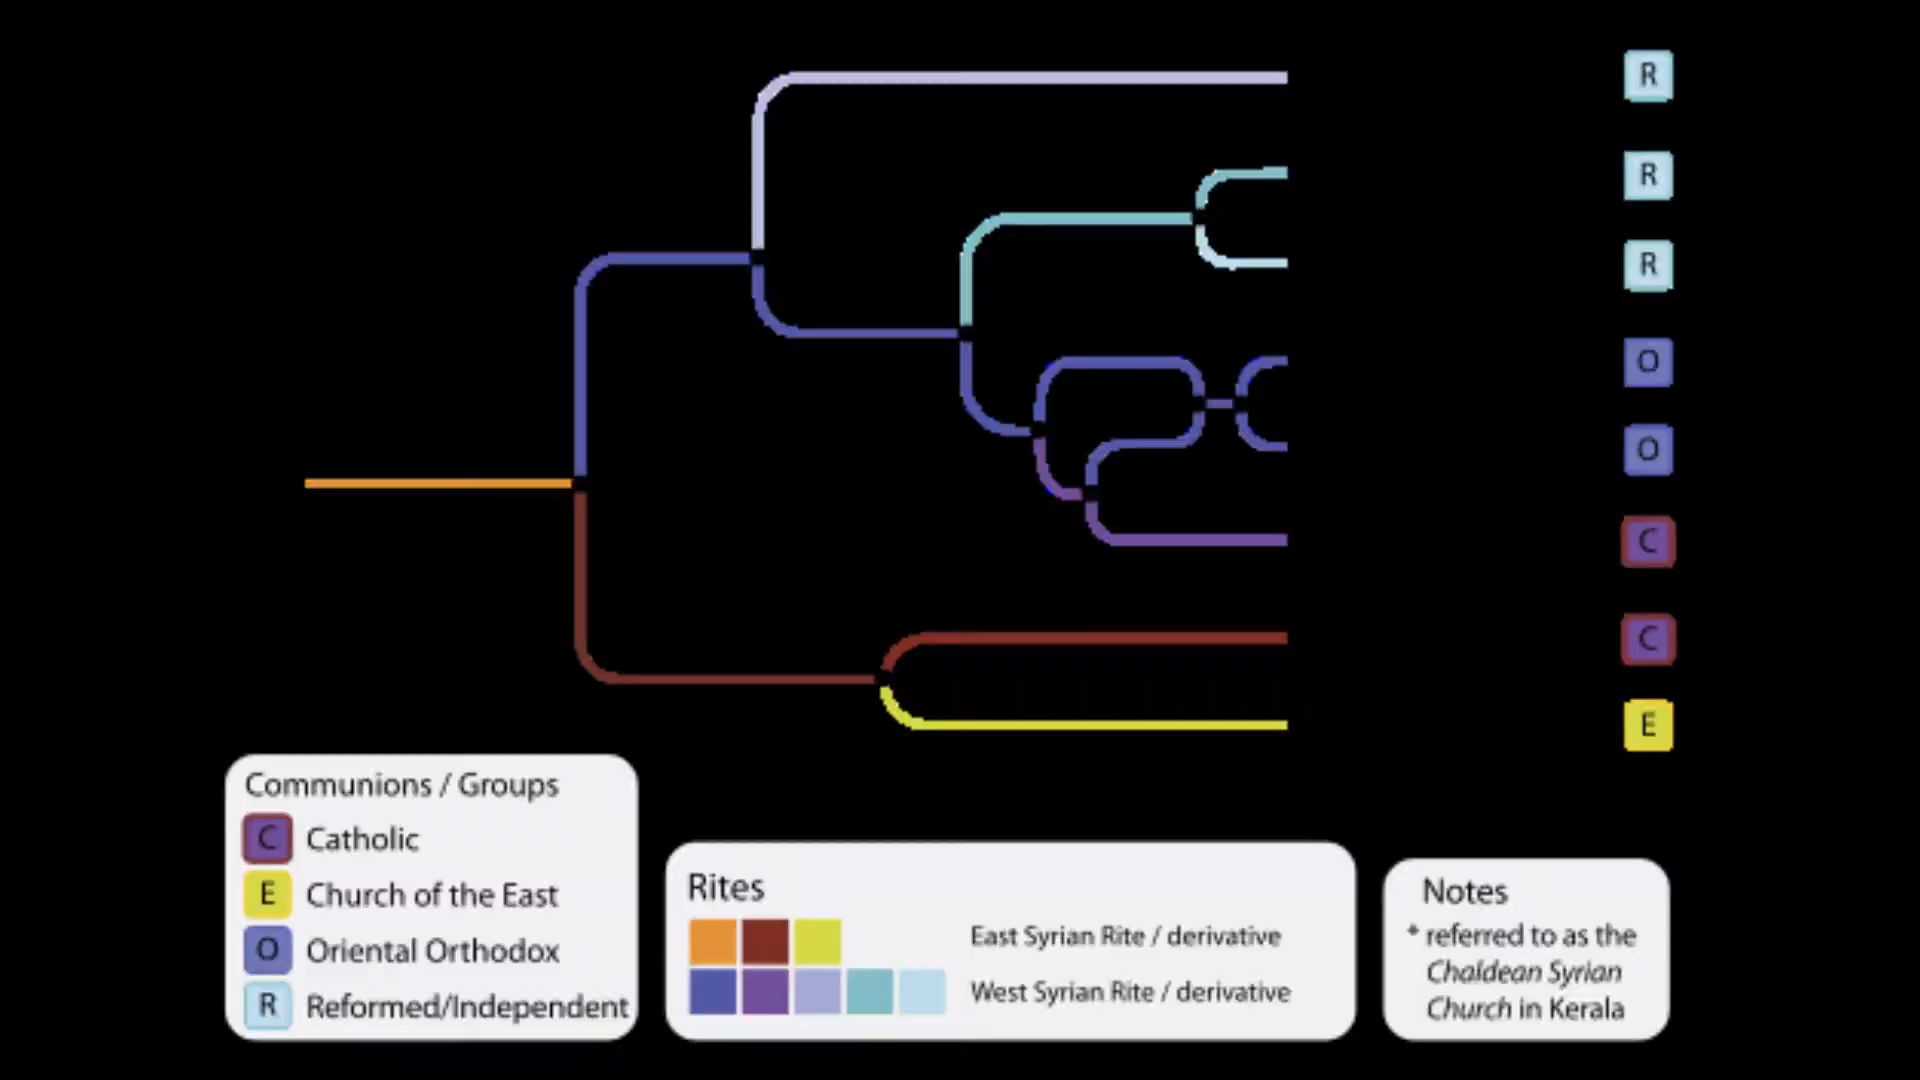 R
R
R
O
O
C
C
E
Communions / Groups
C Catholic
E Church of the East
O Oriental Orthodox
R Reformed/Independent
Rites
East Syrian Rite / derivative
West Syrian Rite / derivative
Notes
* referred to as the
Chaldean Syrian
Church in Kerala